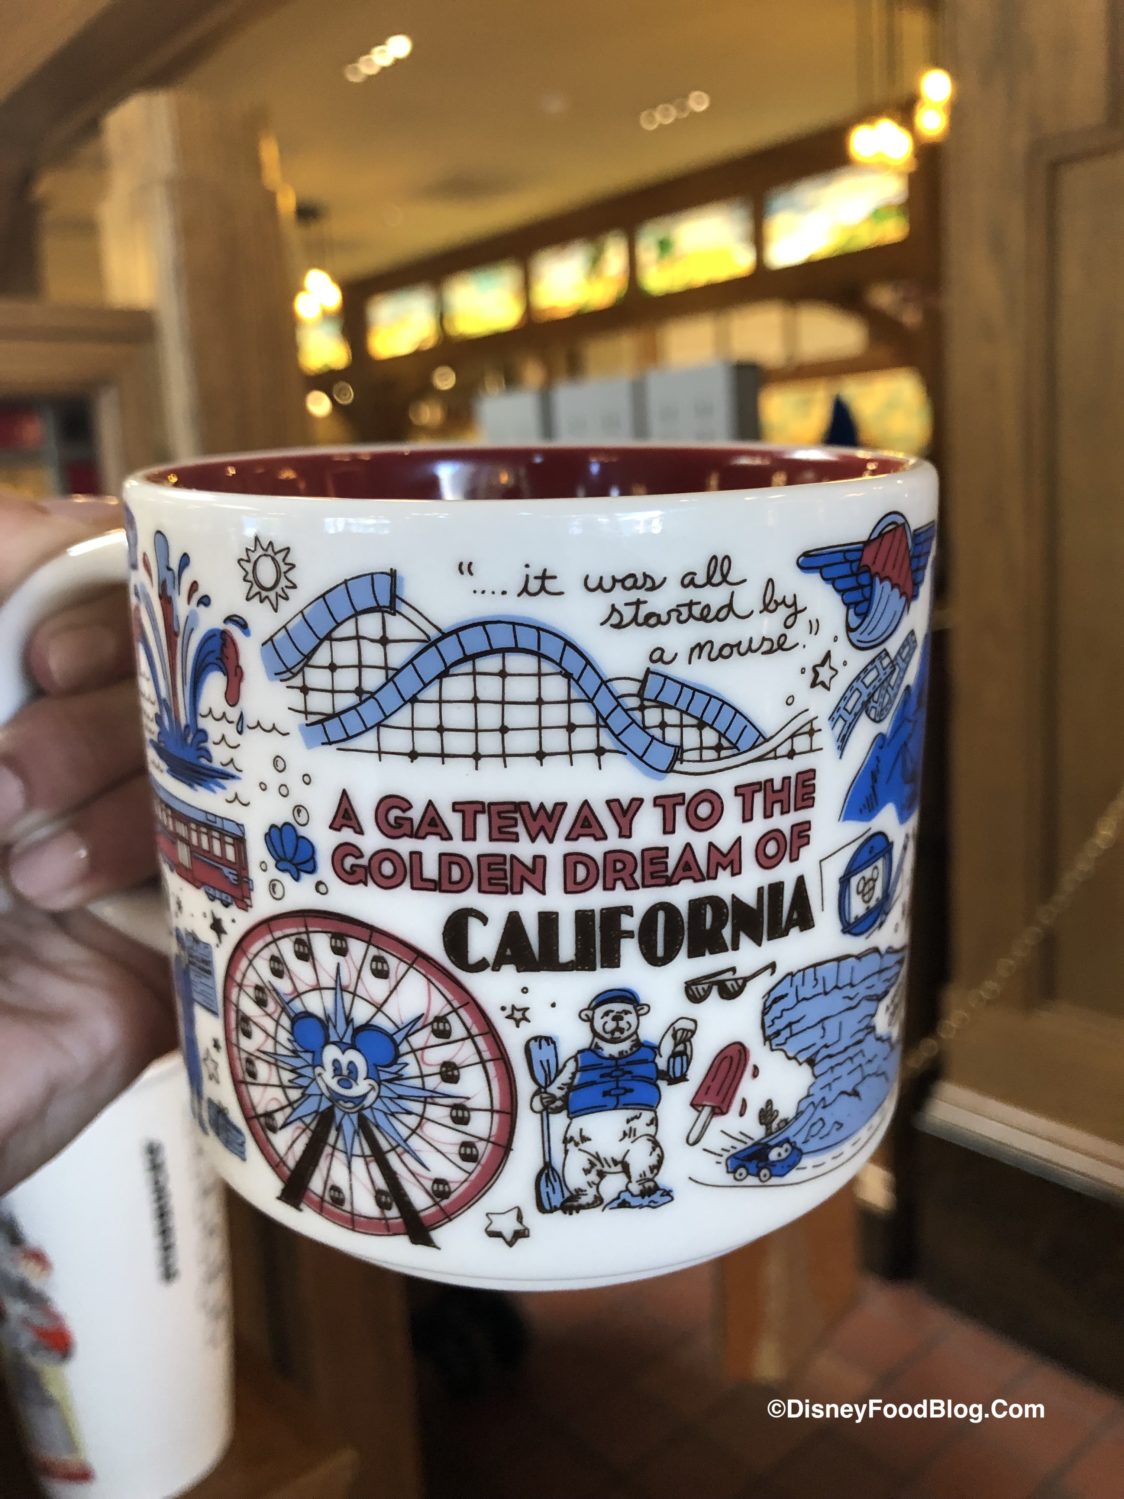 "....it was all
started by
a mouse."
A GATEWAY TO THE
GOLDEN DREAM OF
CALIFORNIA
©DisneyFoodBlog.Com